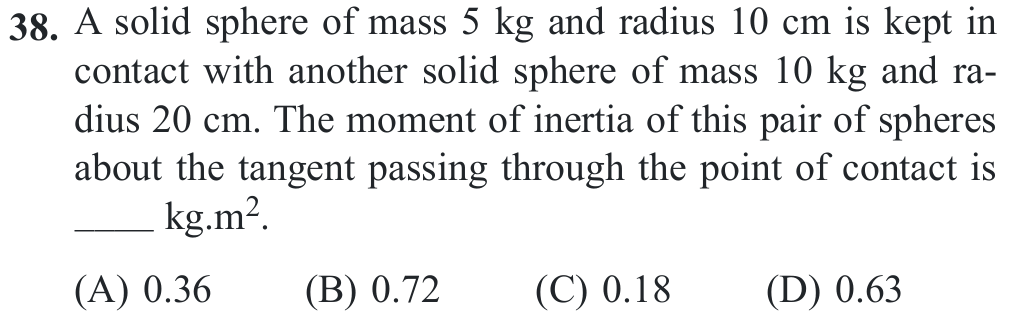 38. A solid sphere of mass 5 kg and radius 10 cm is kept in
contact with another solid sphere of mass 10 kg and ra-
dius 20 cm. The moment of inertia of this pair of spheres
about the tangent passing through the point of contact is
____ kg.m².
(A) 0.36 (B) 0.72 (C) 0.18 (D) 0.63